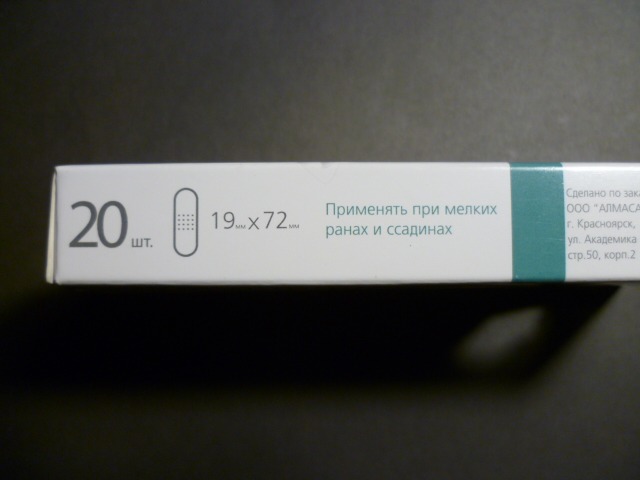 20 шт.
19 мм x 72 мм
Применять при мелких
ранах и ссадинах
Сделано по
ООО "АЛМАСА
г. Красноярск,
ул. Академика
стр.50, корп.2